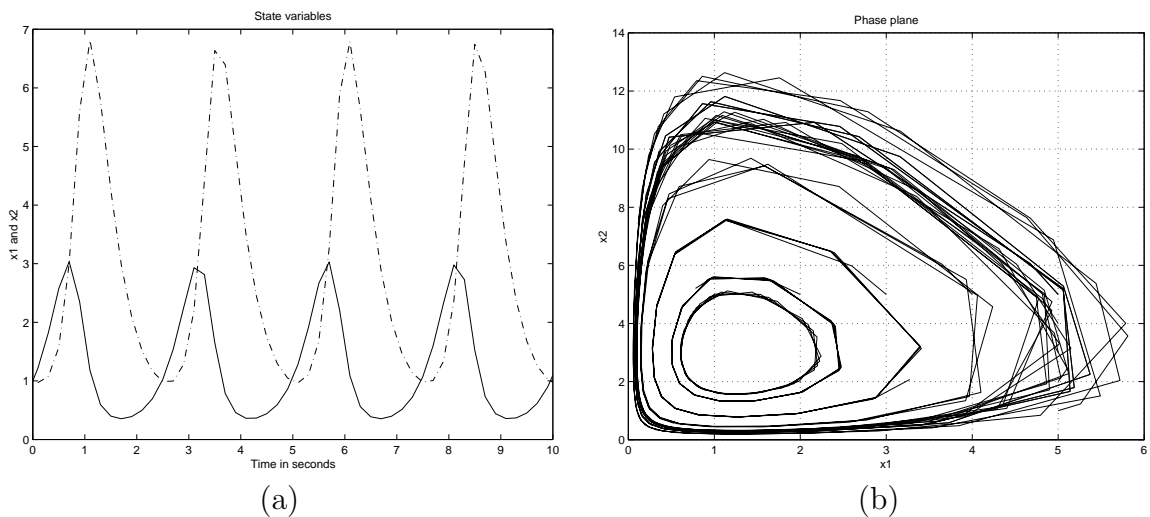 State variables
7
6
5
4
3
2
1
0
x1 and x2
0 1 2 3 4 5 6 7 8 9 10
Time in seconds
(a)
Phase plane
14
12
10
8
6
4
2
0
x2
0 1 2 3 4 5 6
x1
(b)